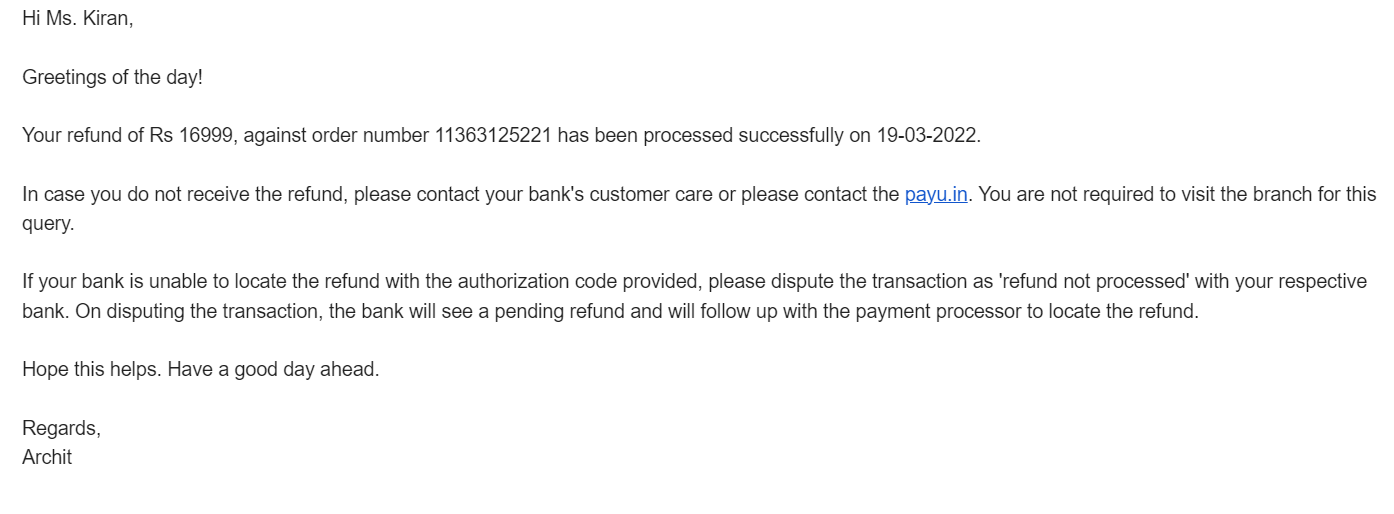 Hi Ms. Kiran,
Greetings of the day!
Your refund of Rs 16999, against order number 11363125221 has been processed successfully on 19-03-2022.
In case you do not receive the refund, please contact your bank's customer care or please contact the payu.in. You are not required to visit the branch for this
query.
If your bank is unable to locate the refund with the authorization code provided, please dispute the transaction as 'refund not processed' with your respective
bank. On disputing the transaction, the bank will see a pending refund and will follow up with the payment processor to locate the refund.
Hope this helps. Have a good day ahead.
Regards,
Archit